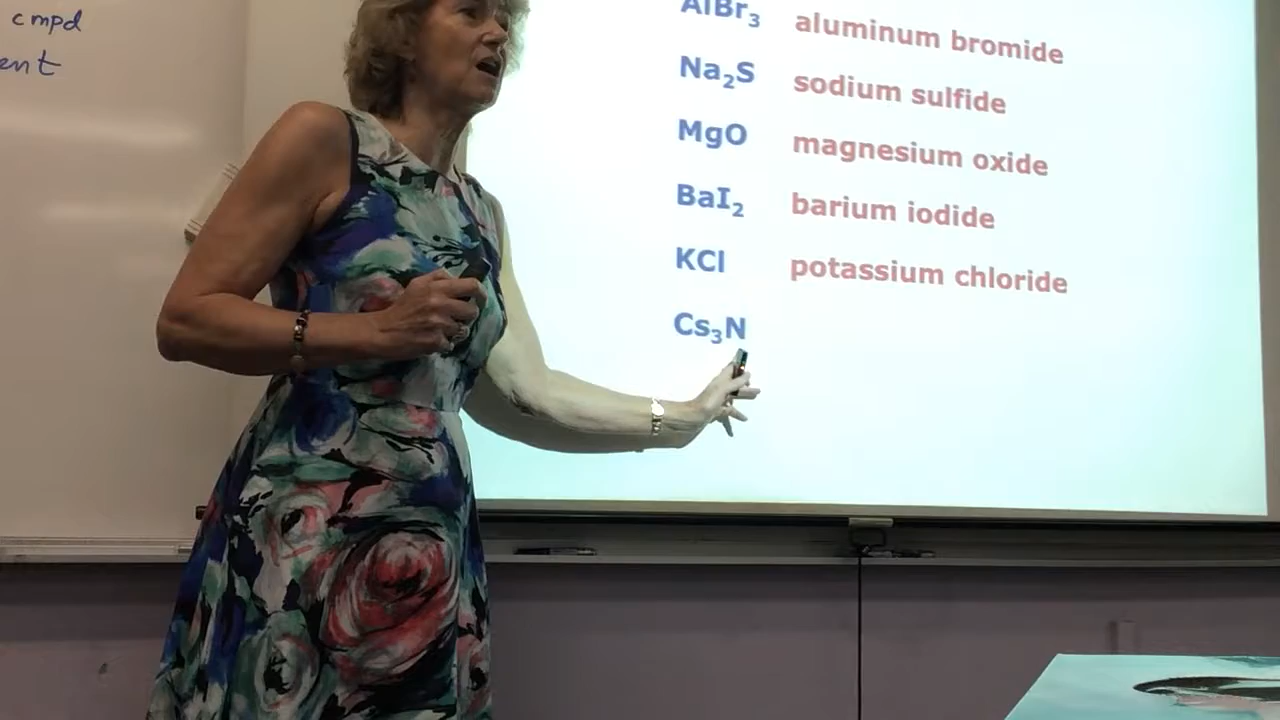 cmpd
ent
AlBr₃ aluminum bromide
Na₂S sodium sulfide
MgO magnesium oxide
BaI₂ barium iodide
KCl potassium chloride
Cs₃N